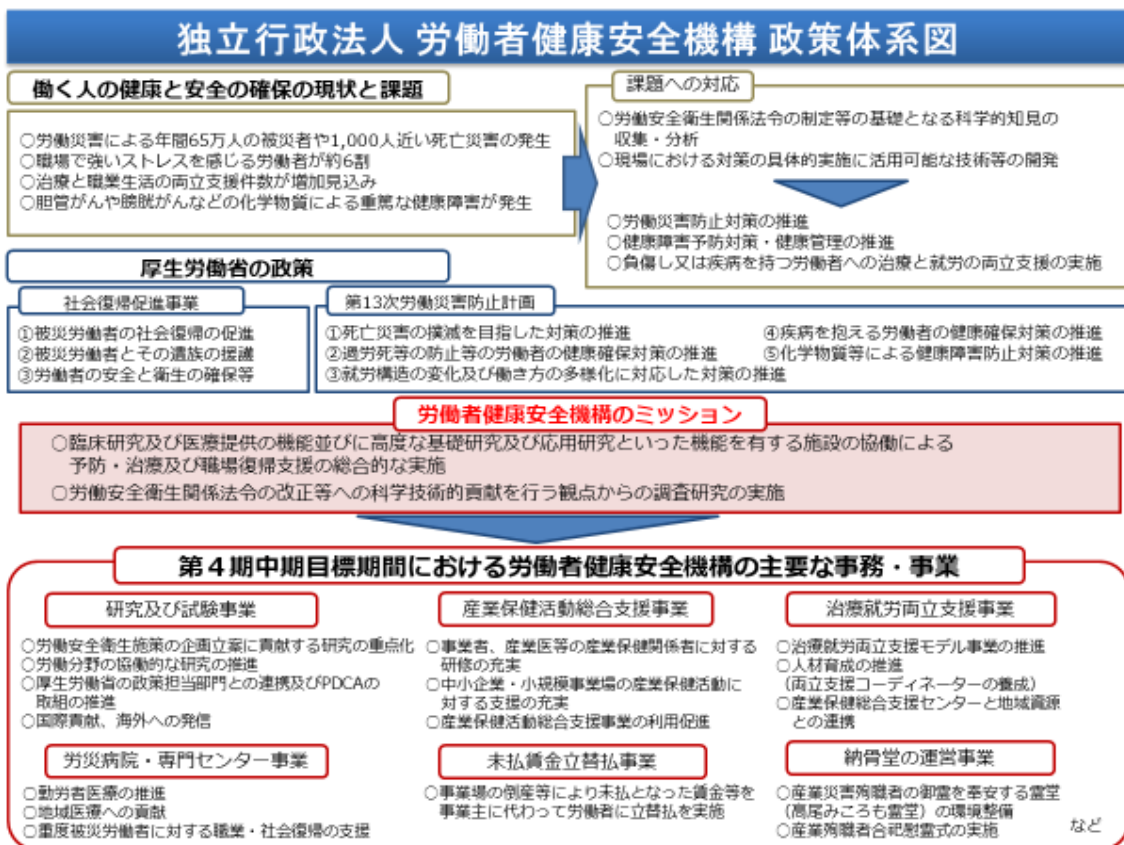 独立行政法人 労働者健康安全機構 政策体系図
働く人の健康と安全の確保の現状と課題
○労働災害による年間65万人の被災者や1,000人近い死亡災害の発生
○職場で強いストレスを感じる労働者が約6割
○治療と職業生活の両立支援件数が増加見込み
○胆管がんや膀胱がんなどの化学物質による重篤な健康障害が発生
課題への対応
○労働安全衛生関係法令の制定等の基礎となる科学的知見の
収集・分析
○現場における対策の具体的実施に活用可能な技術等の開発
○労働災害防止対策の推進
○健康障害予防対策・健康管理の推進
○負傷し又は疾病を持つ労働者への治療と就労の両立支援の実施
厚生労働省の政策
社会復帰促進事業
①被災労働者の社会復帰の促進
②被災労働者とその遺族の援護
③労働者の安全と衛生の確保等
第13次労働災害防止計画
①死亡災害の撲滅を目指した対策の推進
②過労死等の防止等の労働者の健康確保対策の推進
③就労構造の変化及び働き方の多様化に対応した対策の推進
④疾病を抱える労働者の健康確保対策の推進
⑤化学物質等による健康障害防止対策の推進
労働者健康安全機構のミッション
○臨床研究及び医療提供の機能並びに高度な基礎研究及び応用研究といった機能を有する施設の協働による
予防・治療及び職場復帰支援の総合的な実施
○労働安全衛生関係法令の改正等への科学技術的貢献を行う観点からの調査研究の実施
第４期中期目標期間における労働者健康安全機構の主要な事務・事業
研究及び試験事業
○労働安全衛生施策の企画立案に貢献する研究の重点化
○労働分野の協働的な研究の推進
○厚生労働省の政策担当部門との連携及びPDCAの
取組の推進
○国際貢献、海外への発信
産業保健活動総合支援事業
○事業者、産業医等の産業保健関係者に対する
研修の充実
○中小企業・小規模事業場の産業保健活動に
対する支援の充実
○産業保健活動総合支援事業の利用促進
治療就労両立支援事業
○治療就労両立支援モデル事業の推進
○人材育成の推進
(両立支援コーディネーターの養成)
○産業保健総合支援センターと地域資源
との連携
労災病院・専門センター事業
○勤労者医療の推進
○地域医療への貢献
○重度被災労働者に対する職業・社会復帰の支援
未払賃金立替払事業
○事業場の倒産等により未払となった賃金等を
事業主に代わって労働者に立替払を実施
納骨堂の運営事業
○産業災害殉職者の御霊を奉安する霊堂
(高尾みころも霊堂）の環境整備
○産業殉職者合祀慰霊式の実施
など